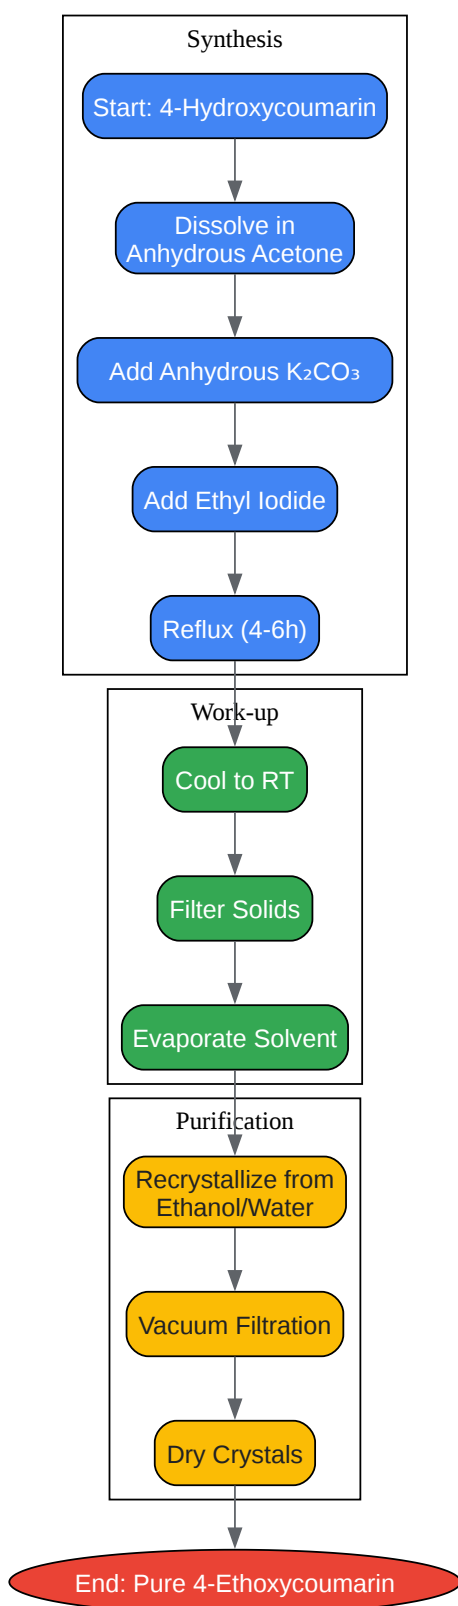 Synthesis
Start: 4-Hydroxycoumarin
Dissolve in
Anhydrous Acetone
Add Anhydrous K₂CO₃
Add Ethyl Iodide
Reflux (4-6h)
Work-up
Cool to RT
Filter Solids
Evaporate Solvent
Purification
Recrystallize from
Ethanol/Water
Vacuum Filtration
Dry Crystals
End: Pure 4-Ethoxycoumarin